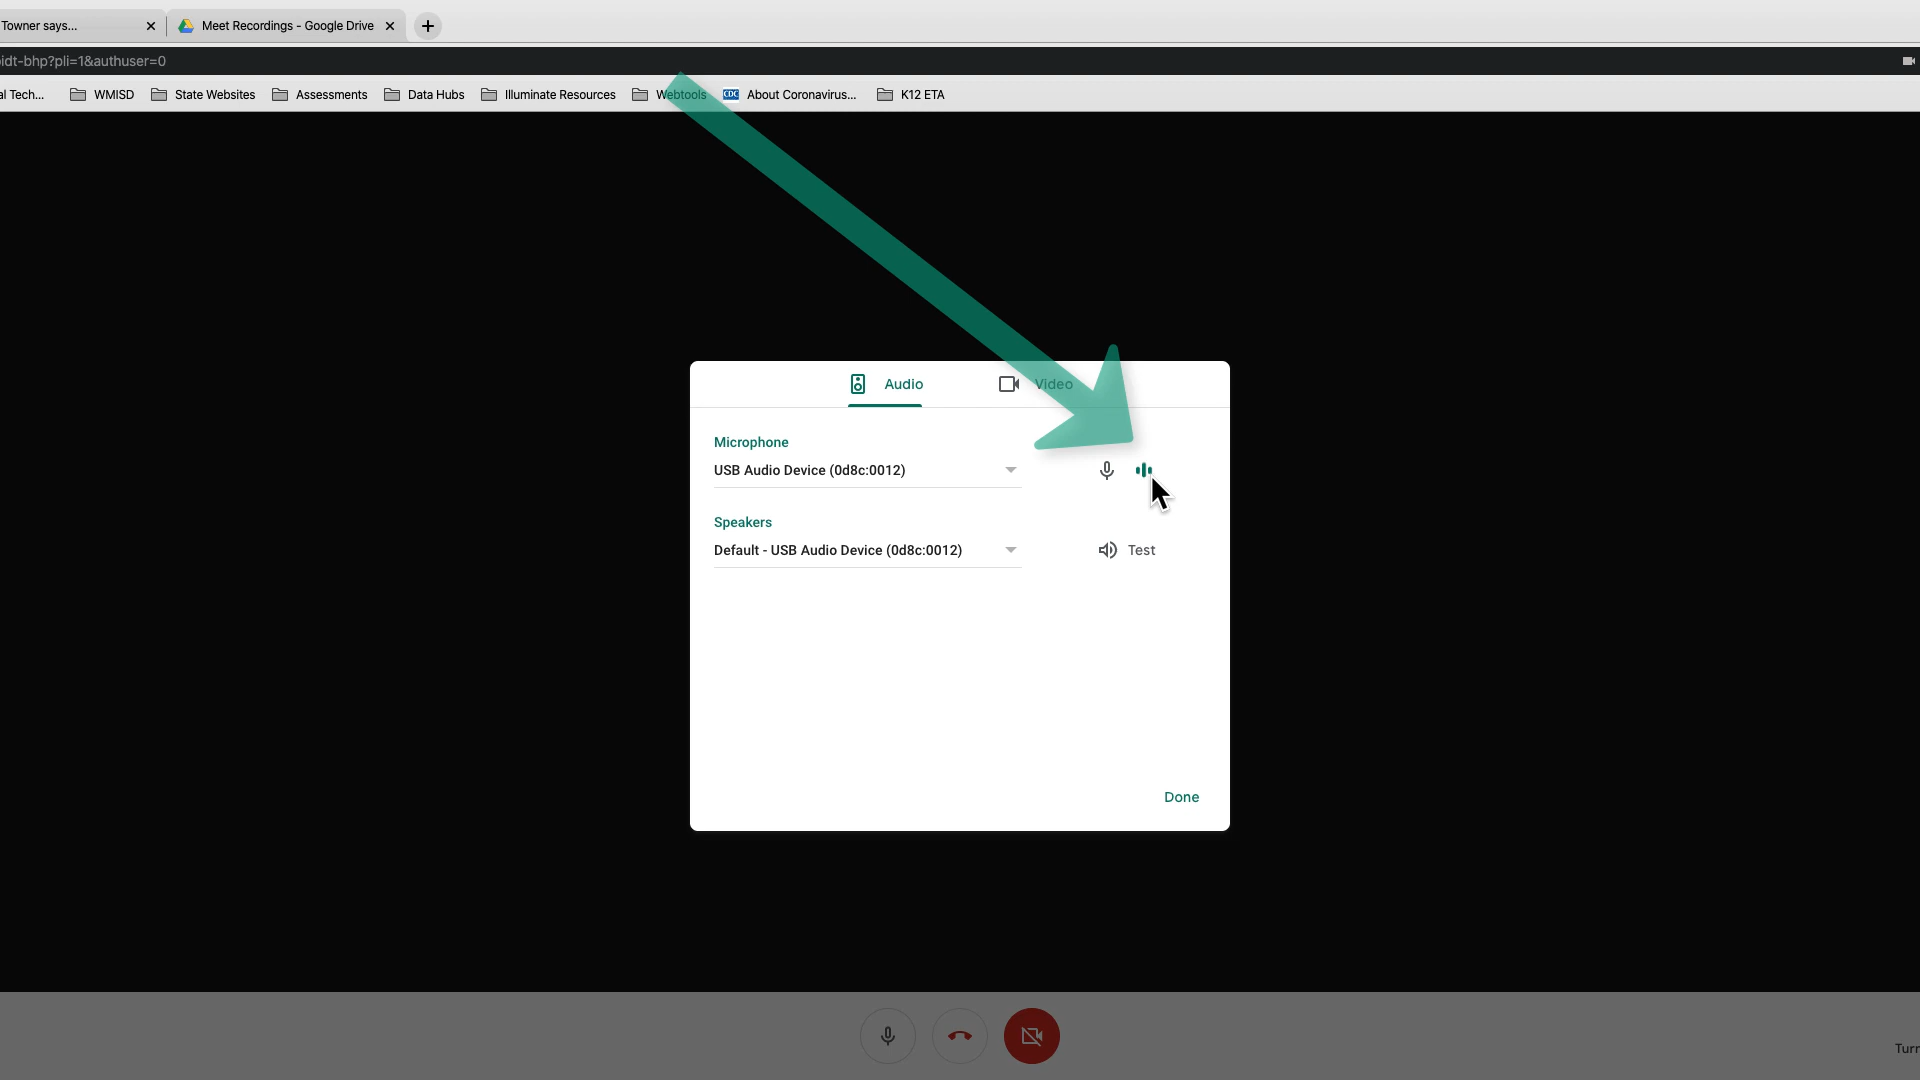 Towner says...
Meet Recordings - Google Drive
idt-bhp?pli=1&authuser=0
al Tech...
WMISD
State Websites
Assessments
Data Hubs
Illuminate Resources
Webtools
CDC
About Coronavirus...
K12 ETA
Audio
Video
Microphone
USB Audio Device (0d8c:0012)
Speakers
Default - USB Audio Device (0d8c:0012)
Test
Done
Turn